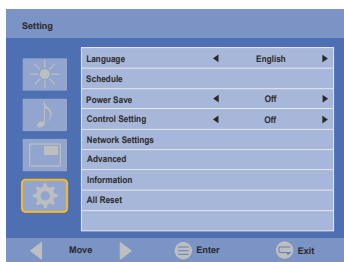 Setting
Language English
Schedule
Power Save Off
Control Setting Off
Network Settings
Advanced
Information
All Reset
Move Enter Exit